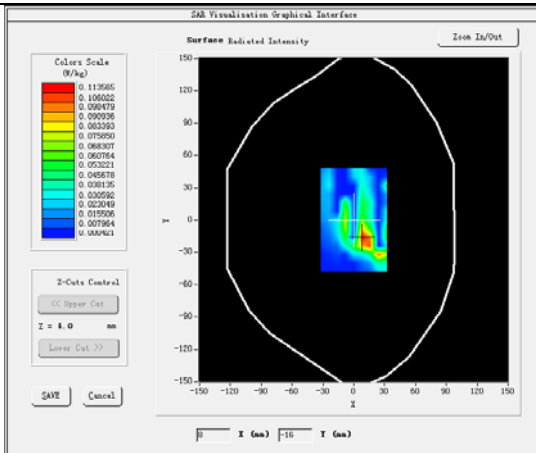 SAR Visualisation Graphical Interface
Surface Radiated Intensity
Zoom In/Out
Colors Scale
(W/kg)
0.113565
0.106022
0.098479
0.090936
0.083393
0.075850
0.068307
0.060764
0.053221
0.045678
0.038135
0.030592
0.023049
0.015506
0.007964
0.000421
150
120
90
60
30
0
-30
-60
-90
-120
-150
Y
-150 -120 -90 -60 -30 0 30 60 90 120 150
X
Z-Cuts Control
<< Upper Cut
Z = 4.0 mm
Lower Cut >>
SAVE Cancel
8 X (mm) -16 Y (mm)